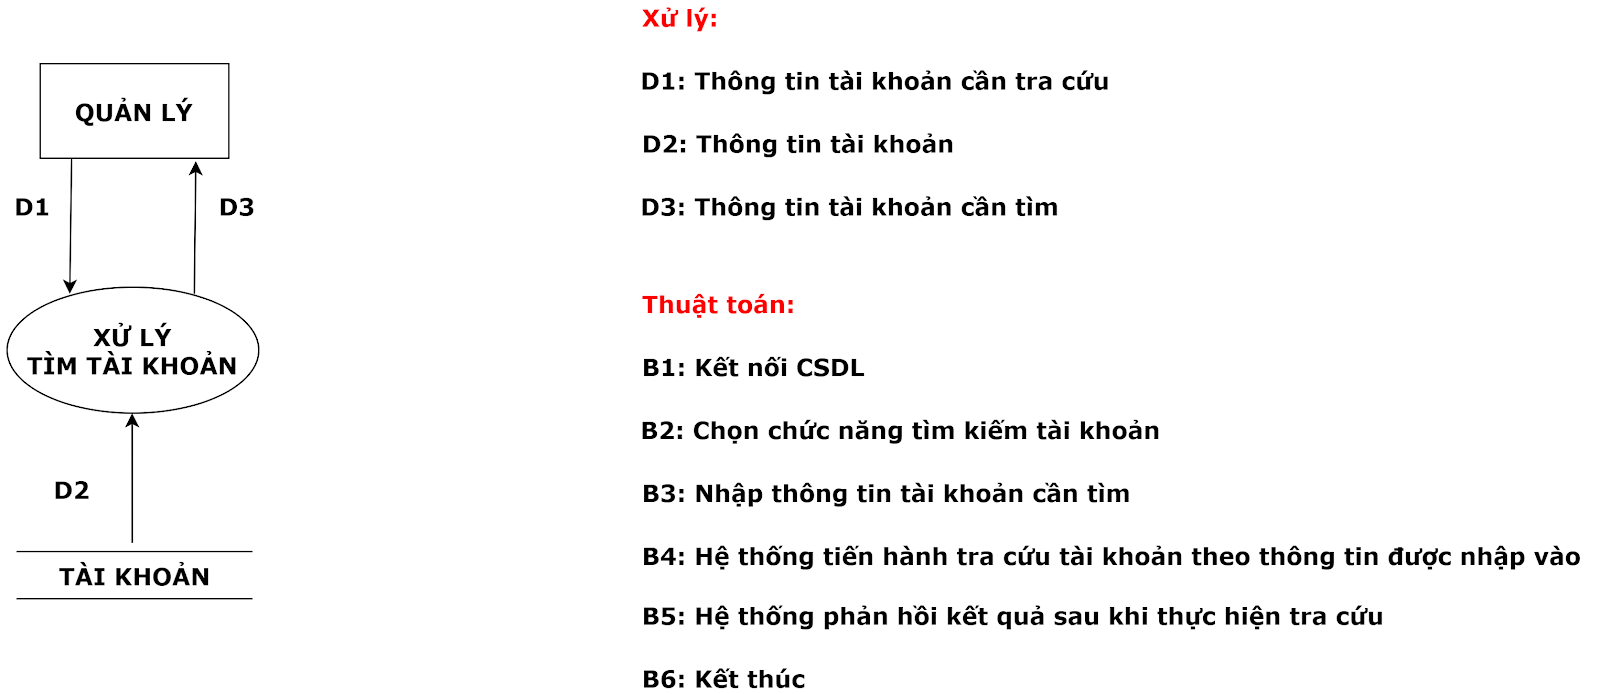 QUẢN LÝ
D1
D3
XỬ LÝ
TÌM TÀI KHOẢN
D2
TÀI KHOẢN
Xử lý:
D1: Thông tin tài khoản cần tra cứu
D2: Thông tin tài khoản
D3: Thông tin tài khoản cần tìm
Thuật toán:
B1: Kết nối CSDL
B2: Chọn chức năng tìm kiếm tài khoản
B3: Nhập thông tin tài khoản cần tìm
B4: Hệ thống tiến hành tra cứu tài khoản theo thông tin được nhập vào
B5: Hệ thống phản hồi kết quả sau khi thực hiện tra cứu
B6: Kết thúc